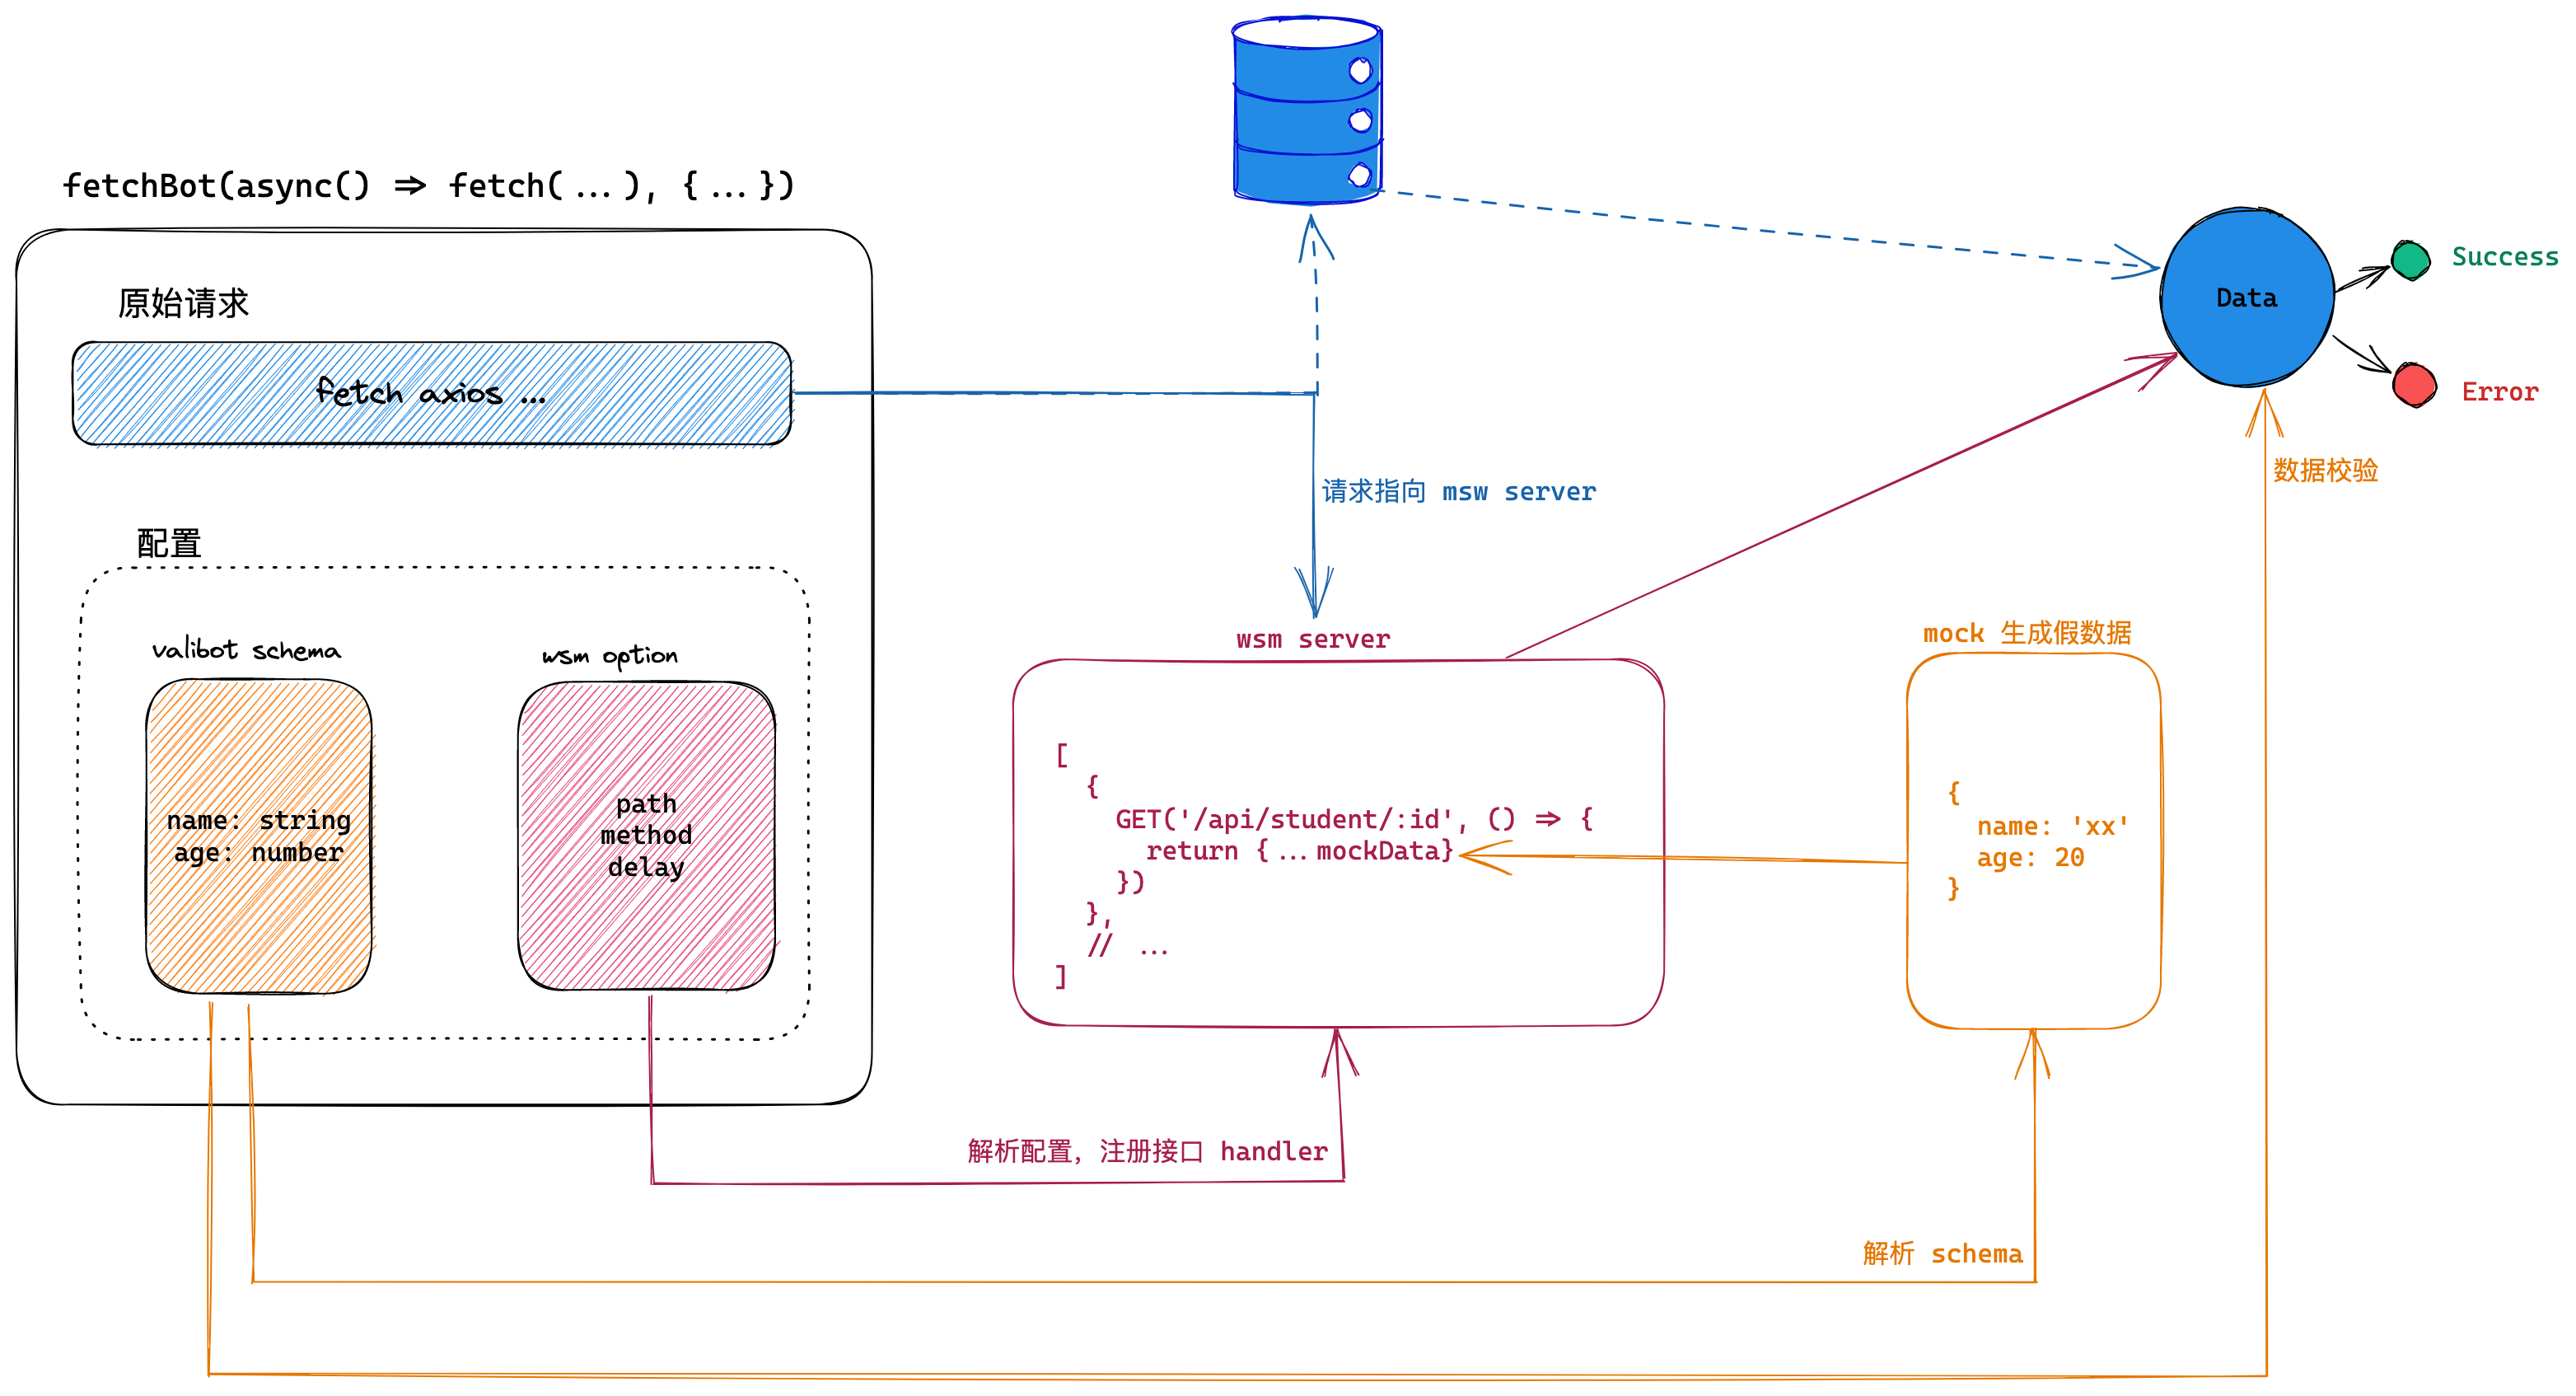 fetchBot(async() => fetch(...), {...})
原始请求
fetch axios ...
配置
valibot schema
name: string
age: number
wsm option
path
method
delay
请求指向 msw server
wsm server
[
  {
    GET('/api/student/:id', () => {
      return {...mockData}
    })
  },
  // ...
]
mock 生成假数据
{
  name: 'xx'
  age: 20
}
Data
Success
Error
数据校验
解析配置，注册接口 handler
解析 schema